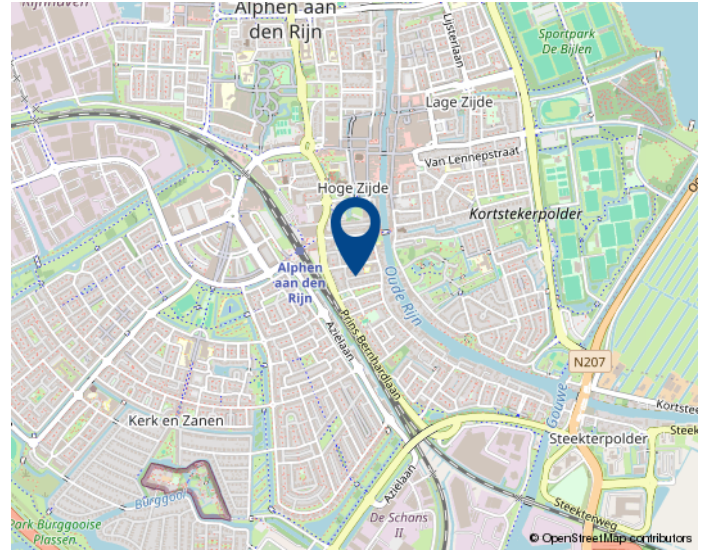 Rijnhaven
Alphen aan
den Rijn
Lijsterlaan
Sportpark
De Bijlen
Lage Zijde
Van Lennepstraat
Hoge Zijde
Kortstekerpolder
Alphen
aan den
Rijn
Oude Rijn
Aziëlaan
Prins Bernhardlaan
N207
Gouwe
Kortstee
Kerk en Zanen
Steekterpolder
Steek
Aziëlaan
Burggooi
Steekterweg
De Schans
II
Park Burggooise
Plassen
© OpenStreetMap contributors